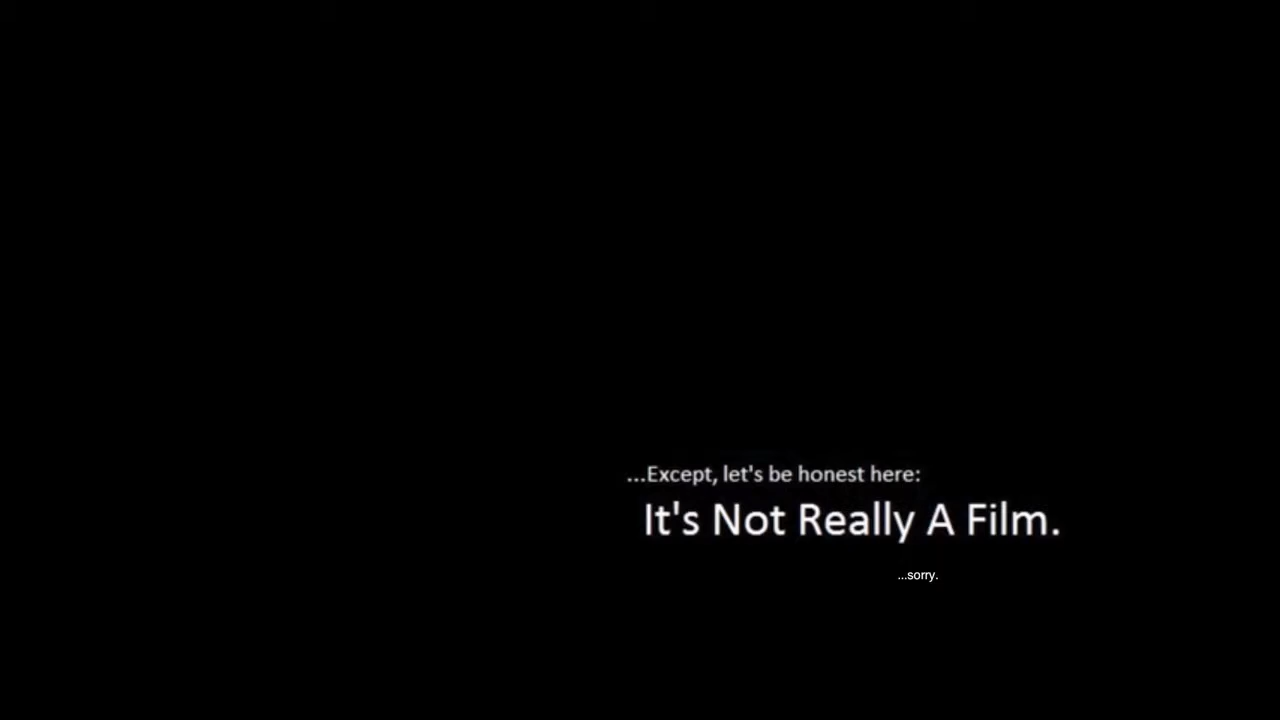 ...Except, let's be honest here:
It's Not Really A Film.
...sorry.